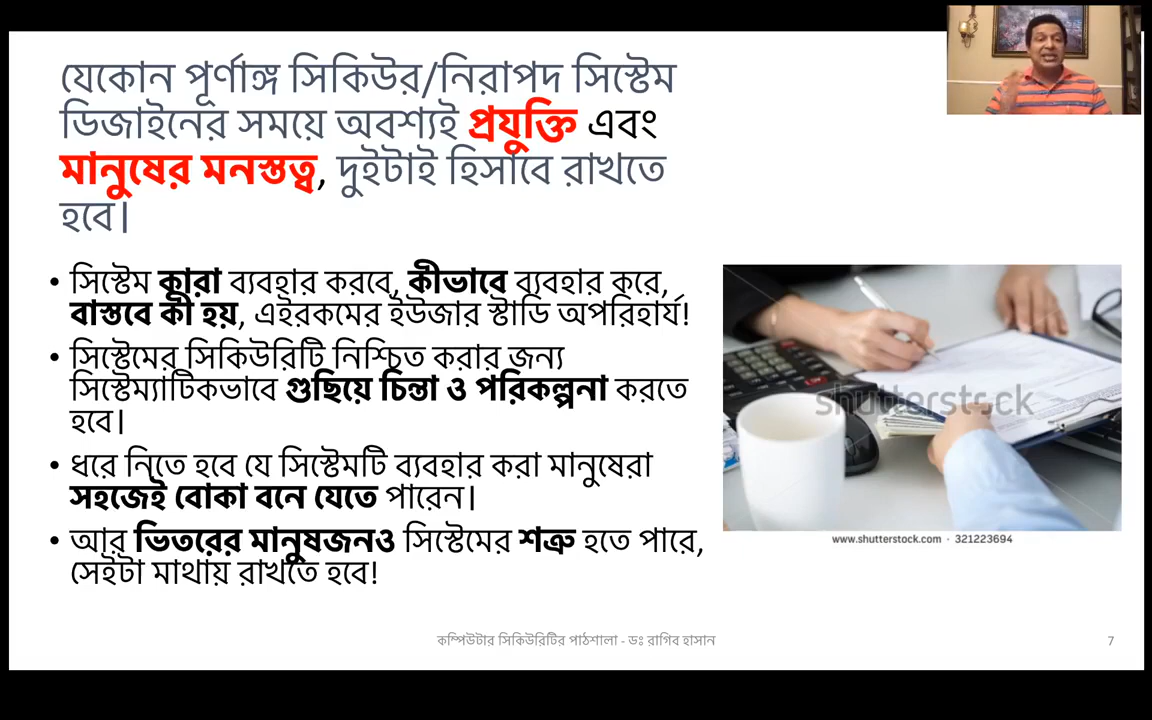 যেকোন পূর্ণাঙ্গ সিকিউর/নিরাপদ সিস্টেম
ডিজাইনের সময়ে অবশ্যই প্রযুক্তি এবং
মানুষের মনস্তত্ব, দুইটাই হিসাবে রাখতে
হবে।
• সিস্টেম কারা ব্যবহার করবে, কীভাবে ব্যবহার করে,
বাস্তবে কী হয়, এইরকমের ইউজার স্টাডি অপরিহার্য!
• সিস্টেমের সিকিউরিটি নিশ্চিত করার জন্য
সিস্টেম্যাটিকভাবে গুছিয়ে চিন্তা ও পরিকল্পনা করতে
হবে।
• ধরে নিতে হবে যে সিস্টেমটি ব্যবহার করা মানুষেরা
সহজেই বোকা বনে যেতে পারেন।
• আর ভিতরের মানুষজনও সিস্টেমের শত্রু হতে পারে,
সেইটা মাথায় রাখতে হবে!
shutterstock
www.shutterstock.com · 321223694
কম্পিউটার সিকিউরিটির পাঠশালা - ডঃ রাগিব হাসান
7